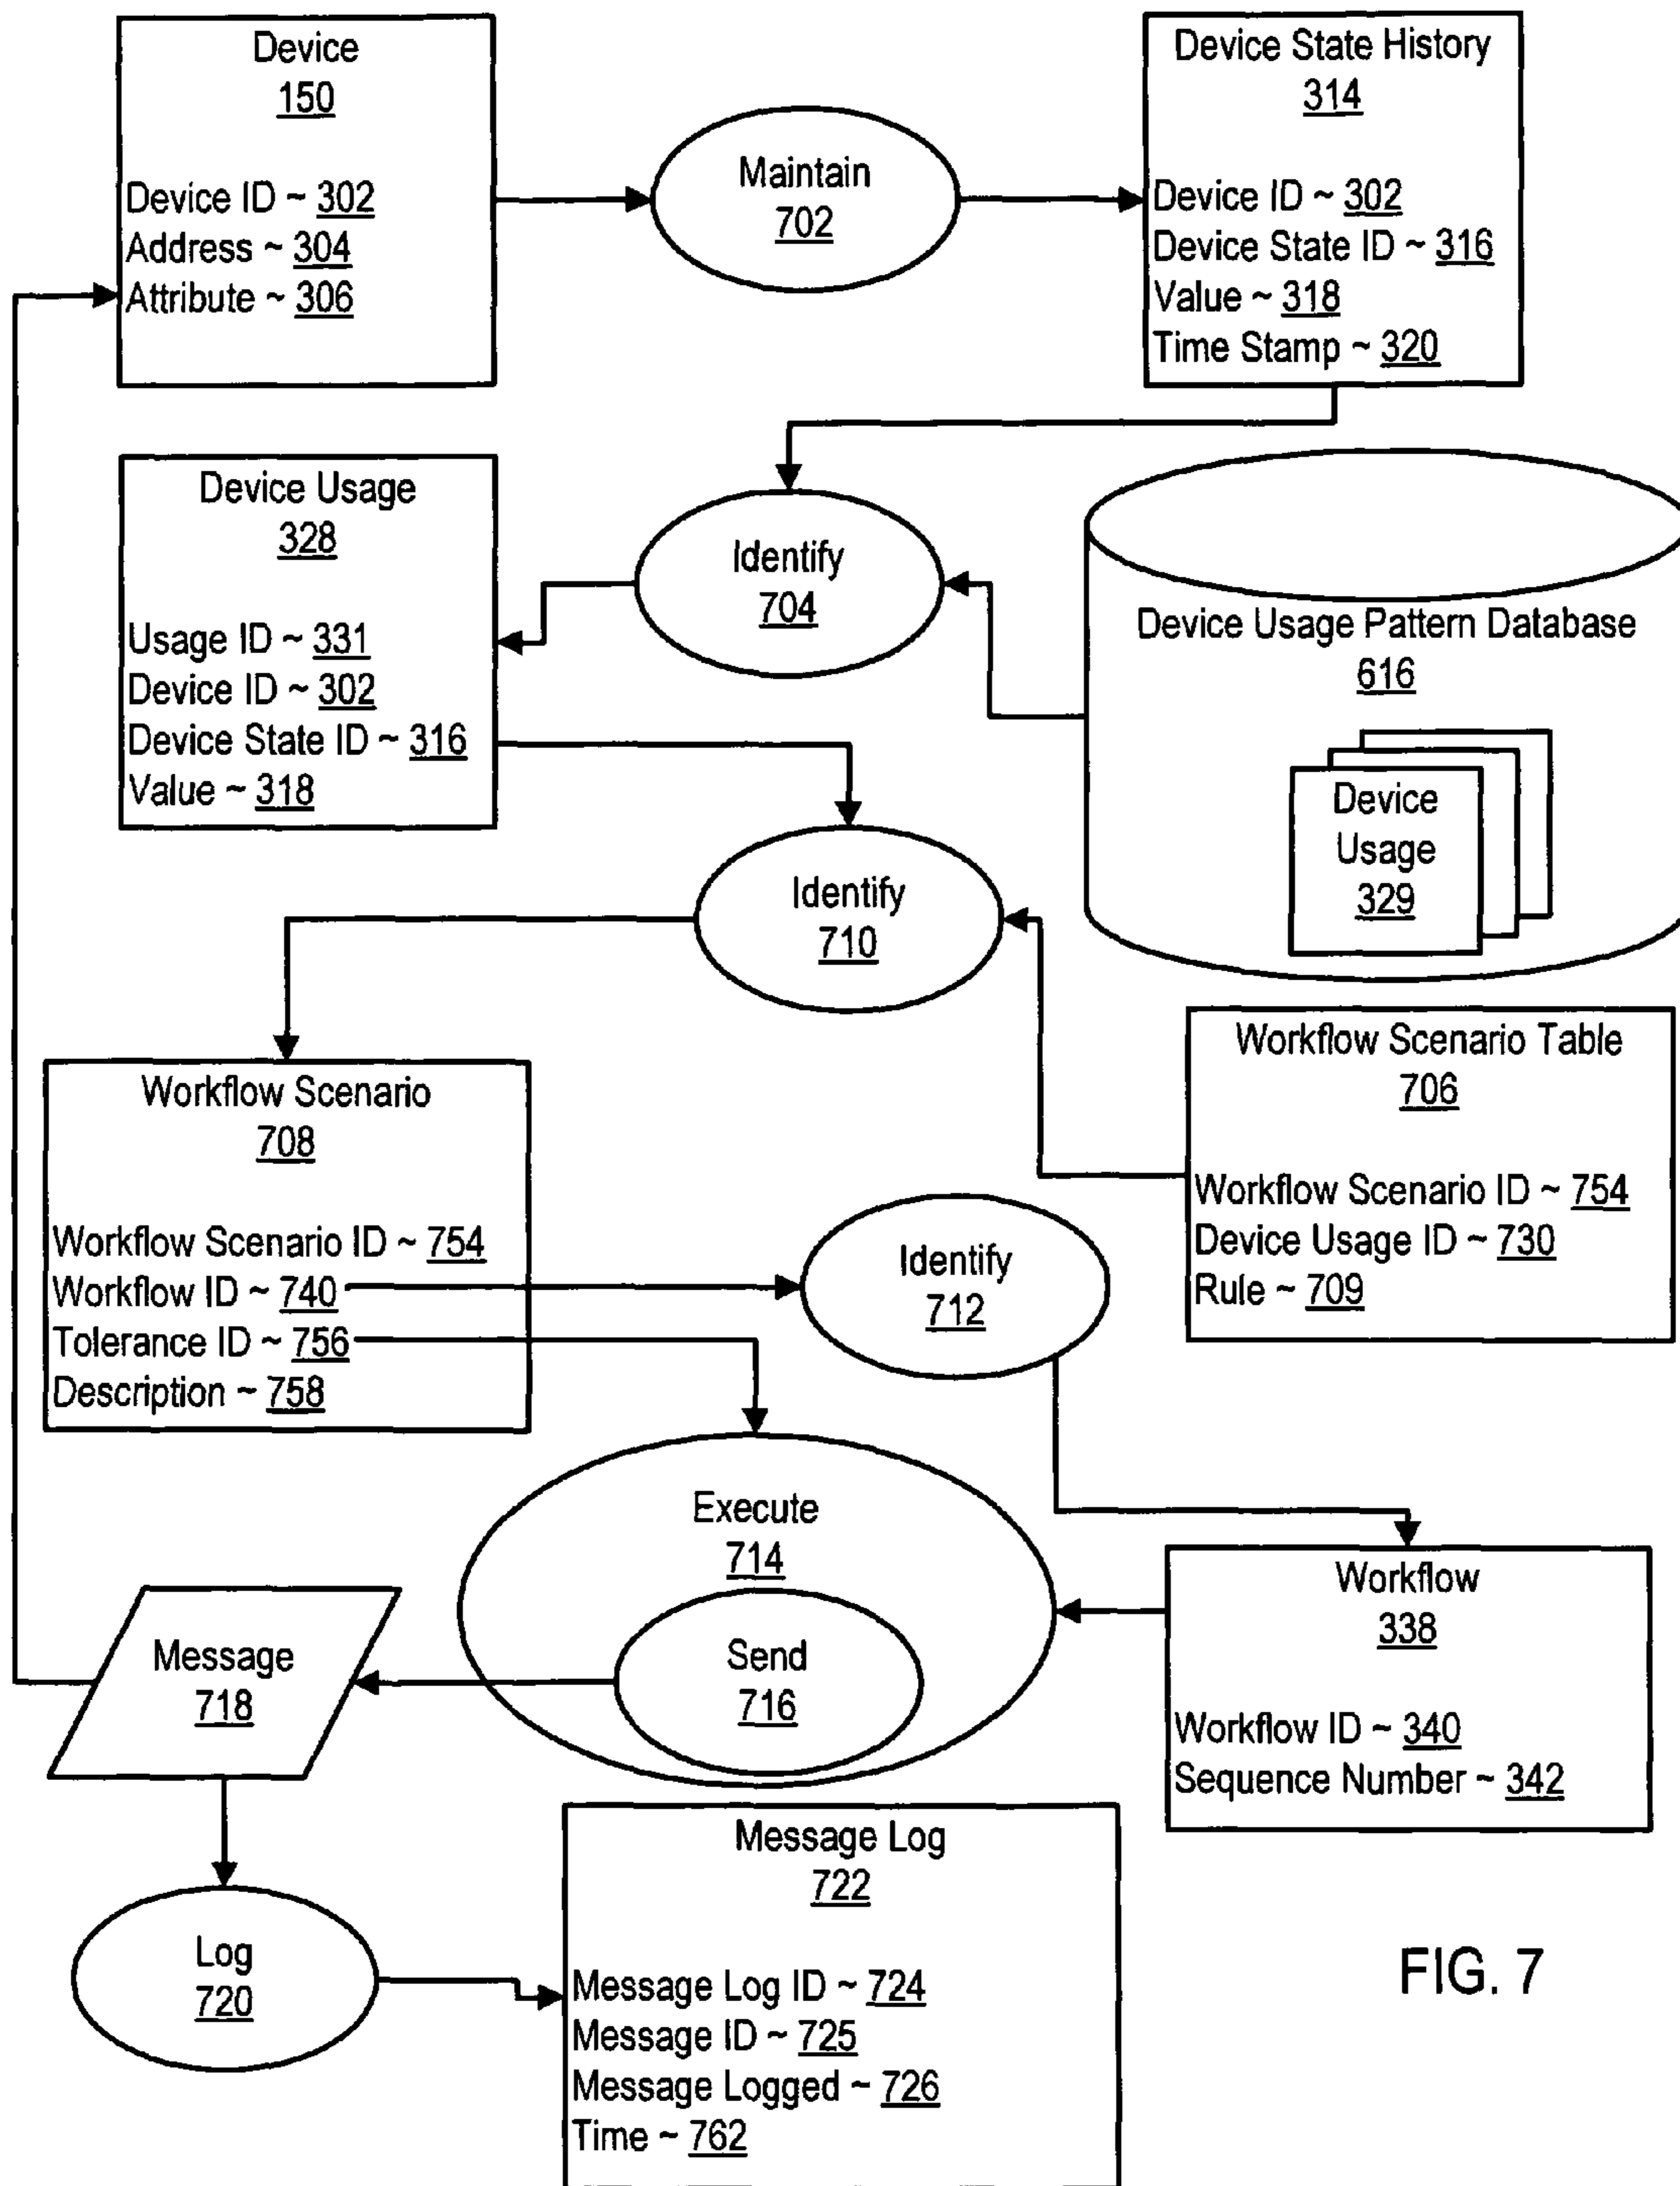 Device
150
Device ID ~ 302
Address ~ 304
Attribute ~ 306
Maintain
702
Device State History
314
Device ID ~ 302
Device State ID ~ 316
Value ~ 318
Time Stamp ~ 320
Device Usage
328
Usage ID ~ 331
Device ID ~ 302
Device State ID ~ 316
Value ~ 318
Identify
704
Device Usage Pattern Database
616
Device
Usage
329
Identify
710
Workflow Scenario Table
706
Workflow Scenario ID ~ 754
Device Usage ID ~ 730
Rule ~ 709
Workflow Scenario
708
Workflow Scenario ID ~ 754
Workflow ID ~ 740
Tolerance ID ~ 756
Description ~ 758
Identify
712
Execute
714
Send
716
Workflow
338
Workflow ID ~ 340
Sequence Number ~ 342
Message
718
Log
720
Message Log
722
Message Log ID ~ 724
Message ID ~ 725
Message Logged ~ 726
Time ~ 762
FIG. 7